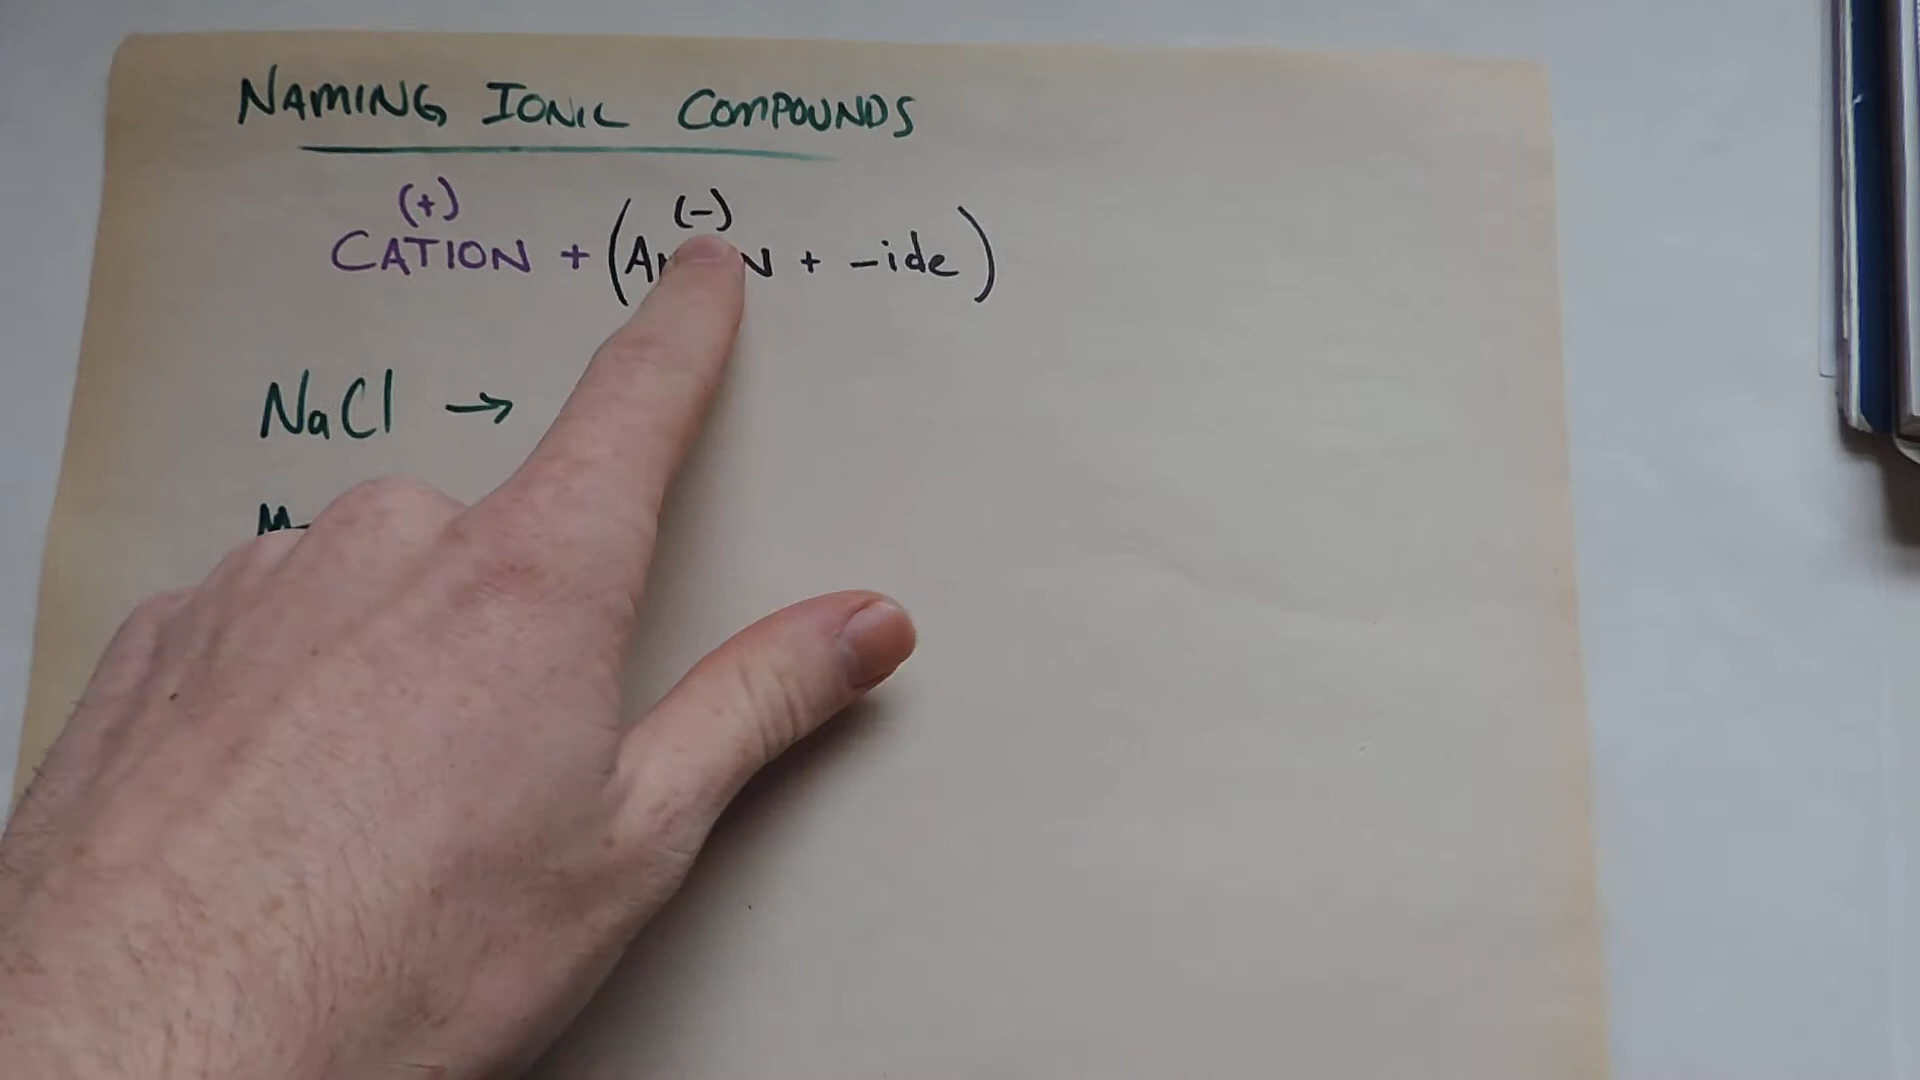 NAMING IONIC COMPOUNDS
(+) (-)
CATION + ( + -ide)
NaCl →